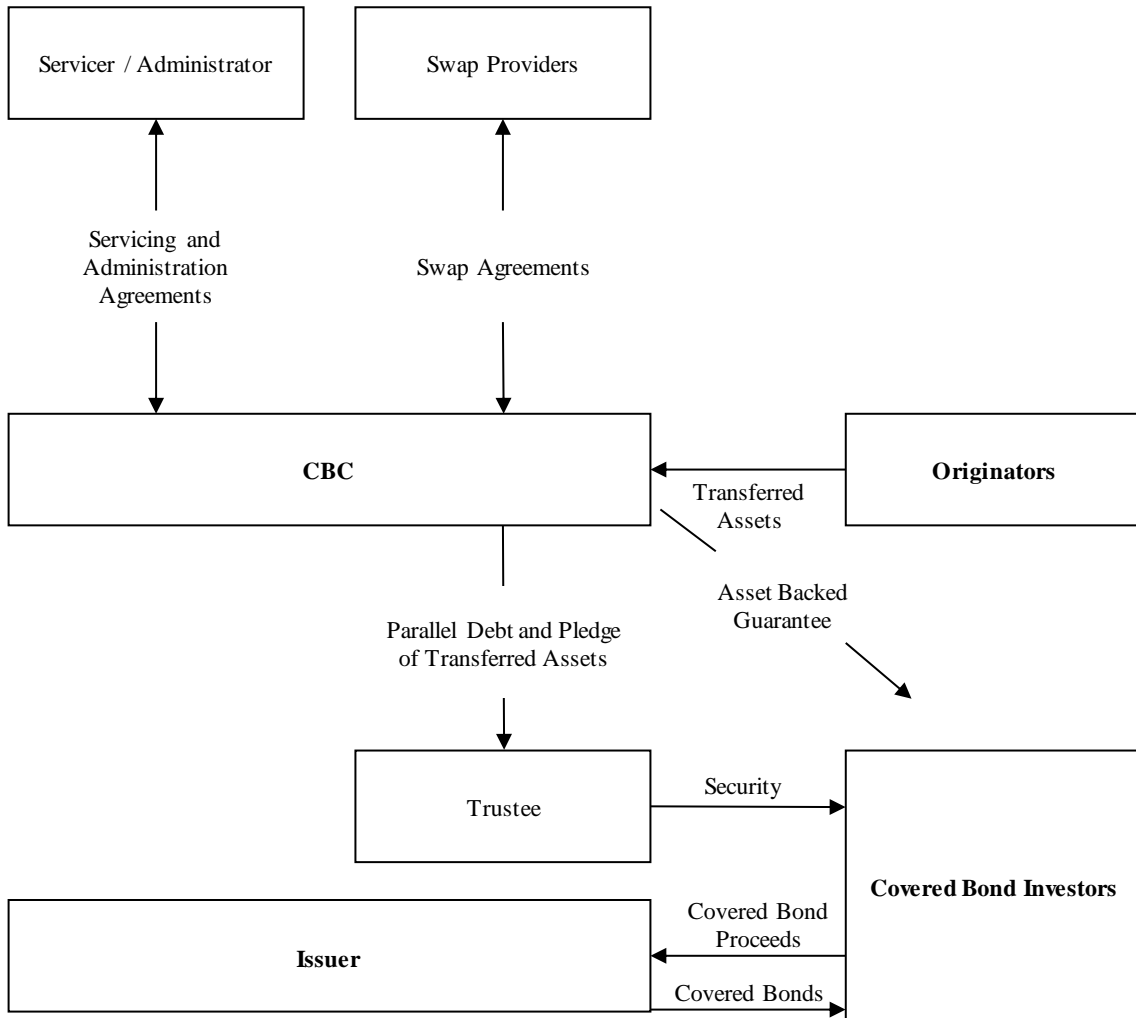 Servicer / Administrator
Swap Providers
Servicing and
Administration
Agreements
Swap Agreements
CBC
Originators
Transferred
Assets
Asset Backed
Guarantee
Parallel Debt and Pledge
of Transferred Assets
Trustee
Security
Covered Bond Investors
Covered Bond
Proceeds
Issuer
Covered Bonds